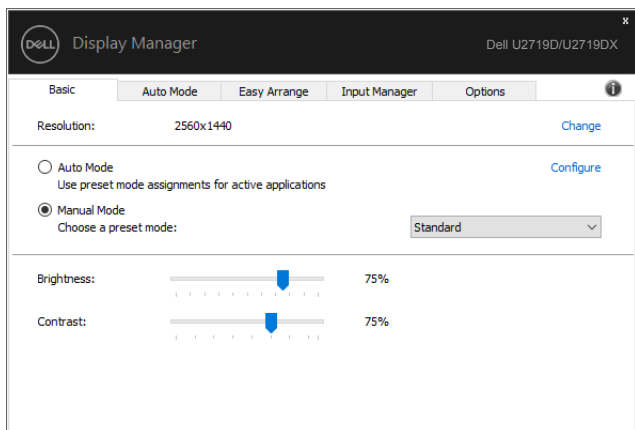 x
DELL Display Manager Dell U2719D/U2719DX
Basic Auto Mode Easy Arrange Input Manager Options i
Resolution: 2560x1440 Change
Auto Mode Configure
Use preset mode assignments for active applications
Manual Mode
Choose a preset mode: Standard
Brightness: 75%
Contrast: 75%